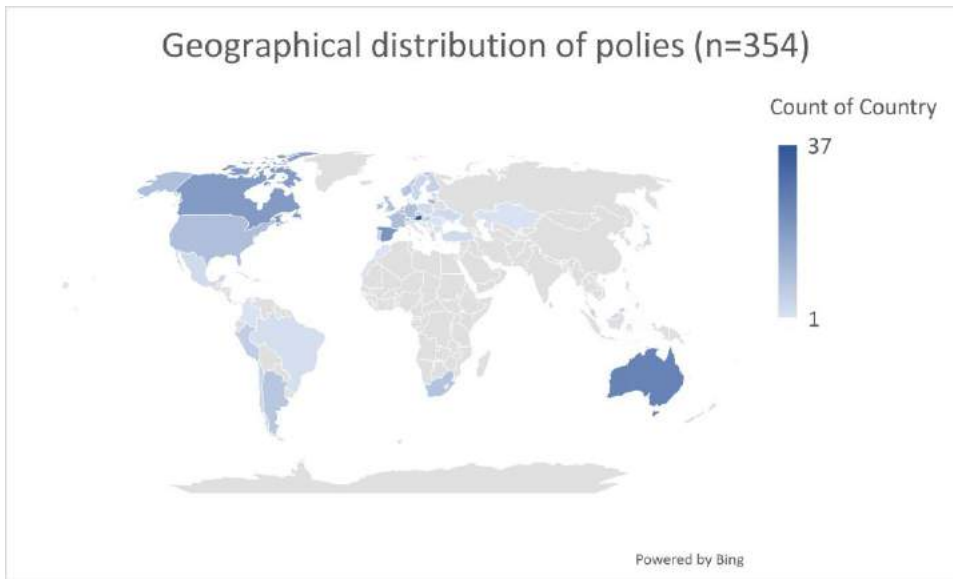 Geographical distribution of polies (n=354)
Count of Country
37
1
Powered by Bing